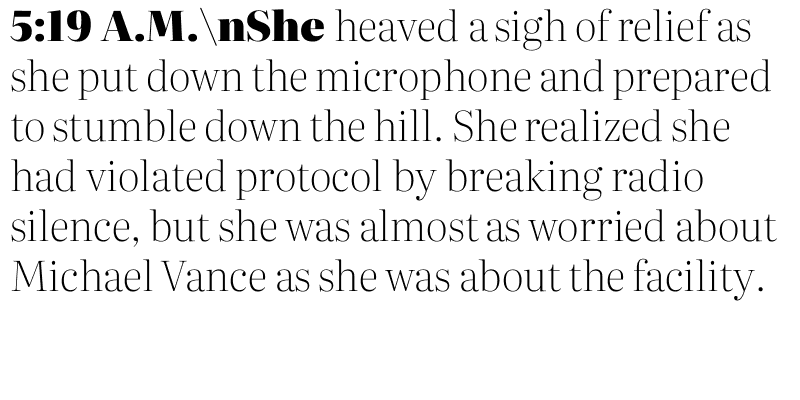 5:19 A.M.\nShe heaved a sigh of relief as
she put down the microphone and prepared
to stumble down the hill. She realized she
had violated protocol by breaking radio
silence, but she was almost as worried about
Michael Vance as she was about the facility.